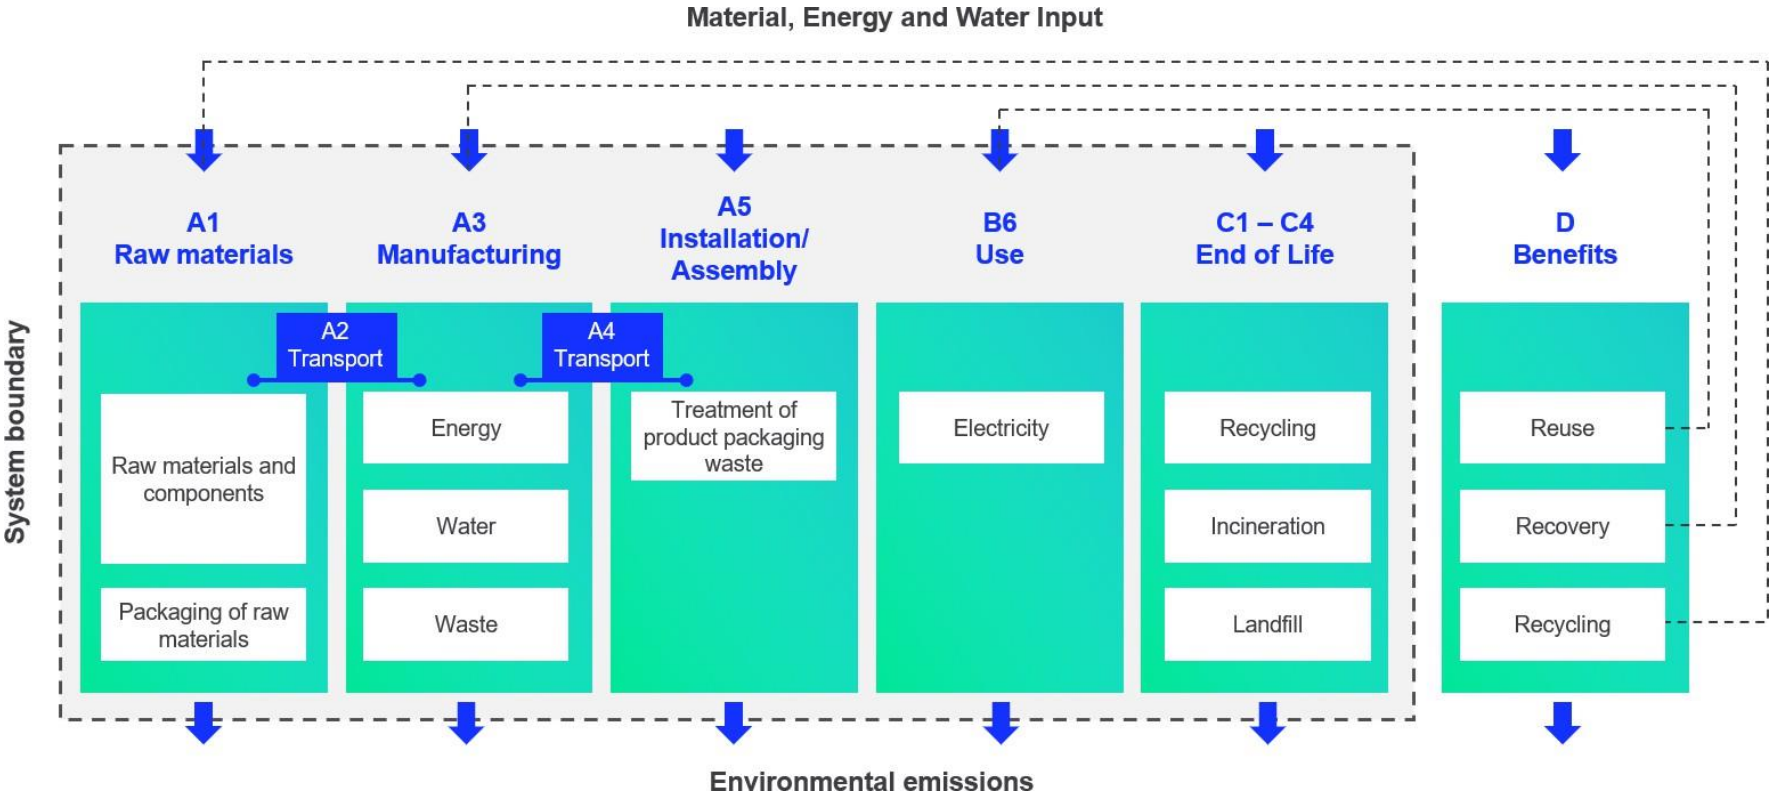 Material, Energy and Water Input
System boundary
A1
Raw materials
A2
Transport
Raw materials and
components
Packaging of raw
materials
A3
Manufacturing
A4
Transport
Energy
Water
Waste
A5
Installation/
Assembly
Treatment of
product packaging
waste
B6
Use
Electricity
C1 – C4
End of Life
Recycling
Incineration
Landfill
D
Benefits
Reuse
Recovery
Recycling
Environmental emissions